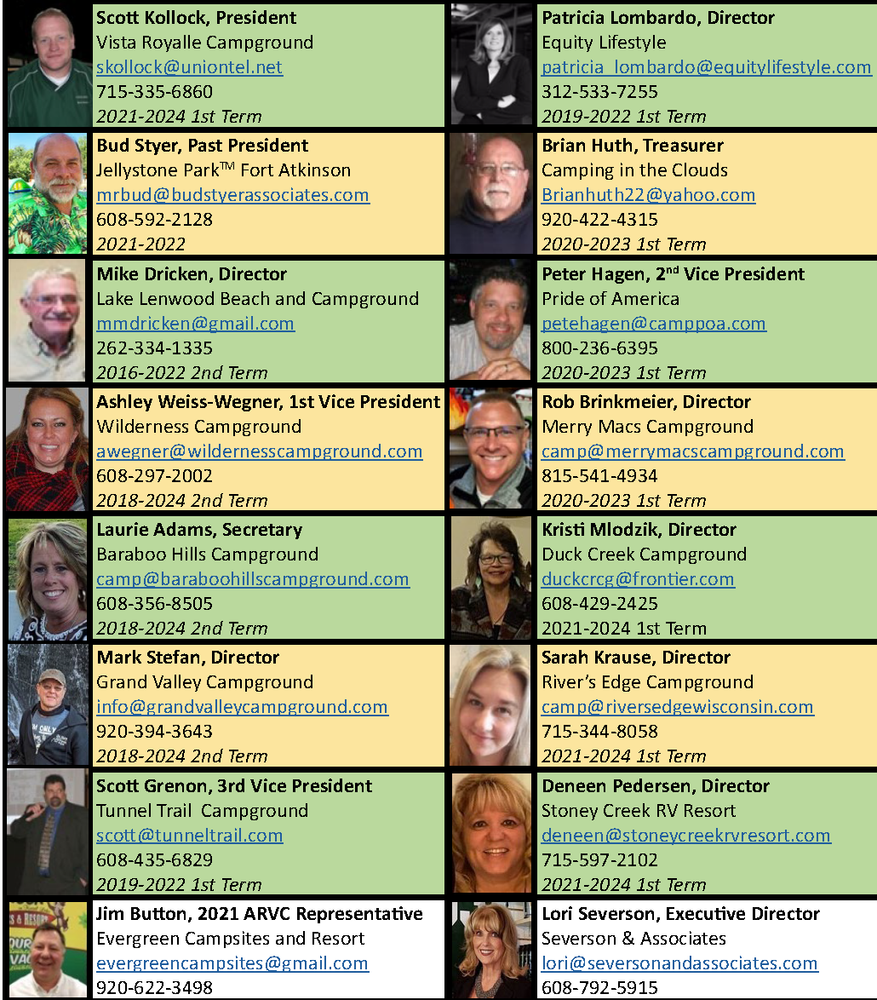 Scott Kollock, President
Vista Royalle Campground
skollock@uniontel.net
715-335-6860
2021-2024 1st Term
Patricia Lombardo, Director
Equity Lifestyle
patricia_lombardo@equitylifestyle.com
312-533-7255
2019-2022 1st Term
Bud Styer, Past President
Jellystone Park™ Fort Atkinson
mrbud@budstyerassociates.com
608-592-2128
2021-2022
Brian Huth, Treasurer
Camping in the Clouds
Brianhuth22@yahoo.com
920-422-4315
2020-2023 1st Term
Mike Dricken, Director
Lake Lenwood Beach and Campground
mmdricken@gmail.com
262-334-1335
2016-2022 2nd Term
Peter Hagen, 2nd Vice President
Pride of America
petehagen@camppoa.com
800-236-6395
2020-2023 1st Term
Ashley Weiss-Wegner, 1st Vice President
Wilderness Campground
awegner@wildernesscampground.com
608-297-2002
2018-2024 2nd Term
Rob Brinkmeier, Director
Merry Macs Campground
camp@merrymacscampground.com
815-541-4934
2020-2023 1st Term
Laurie Adams, Secretary
Baraboo Hills Campground
camp@baraboohillscampground.com
608-356-8505
2018-2024 2nd Term
Kristi Mlodzik, Director
Duck Creek Campground
duckcrcg@frontier.com
608-429-2425
2021-2024 1st Term
Mark Stefan, Director
Grand Valley Campground
info@grandvalleycampground.com
920-394-3643
2018-2024 2nd Term
Sarah Krause, Director
River’s Edge Campground
camp@riversedgewisconsin.com
715-344-8058
2021-2024 1st Term
Scott Grenon, 3rd Vice President
Tunnel Trail Campground
scott@tunneltrail.com
608-435-6829
2019-2022 1st Term
Deneen Pedersen, Director
Stoney Creek RV Resort
deneen@stoneycreekrvresort.com
715-597-2102
2021-2024 1st Term
Jim Button, 2021 ARVC Representative
Evergreen Campsites and Resort
evergreencampsites@gmail.com
920-622-3498
Lori Severson, Executive Director
Severson & Associates
lori@seversonandassociates.com
608-792-5915